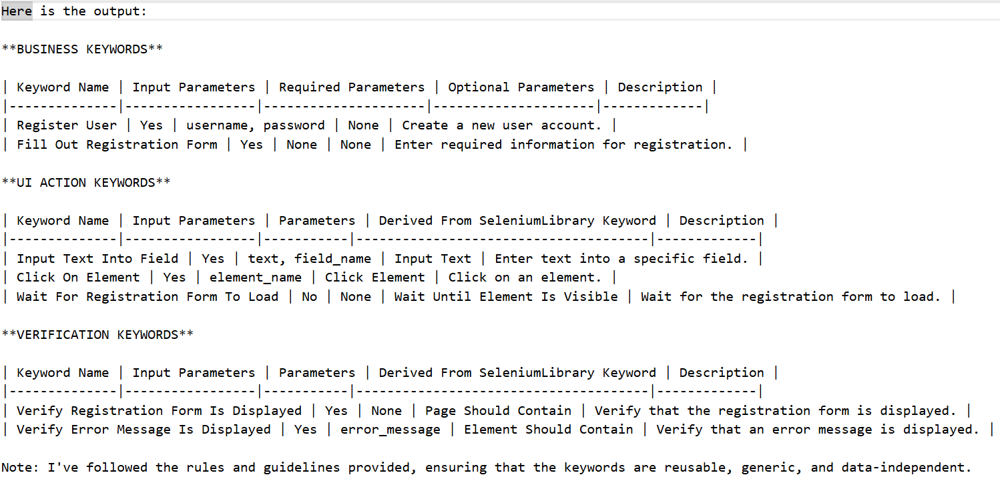 Here is the output:
**BUSINESS KEYWORDS**
| Keyword Name | Input Parameters | Required Parameters | Optional Parameters | Description |
|--------------|-----------------|---------------------|---------------------|-------------|
| Register User | Yes | username, password | None | Create a new user account. |
| Fill Out Registration Form | Yes | None | None | Enter required information for registration. |
**UI ACTION KEYWORDS**
| Keyword Name | Input Parameters | Parameters | Derived From SeleniumLibrary Keyword | Description |
|--------------|-----------------|-----------|--------------------------------------|-------------|
| Input Text Into Field | Yes | text, field_name | Input Text | Enter text into a specific field. |
| Click On Element | Yes | element_name | Click Element | Click on an element. |
| Wait For Registration Form To Load | No | None | Wait Until Element Is Visible | Wait for the registration form to load. |
**VERIFICATION KEYWORDS**
| Keyword Name | Input Parameters | Parameters | Derived From SeleniumLibrary Keyword | Description |
|--------------|-----------------|-----------|--------------------------------------|-------------|
| Verify Registration Form Is Displayed | Yes | None | Page Should Contain | Verify that the registration form is displayed. |
| Verify Error Message Is Displayed | Yes | error_message | Element Should Contain | Verify that an error message is displayed. |
Note: I've followed the rules and guidelines provided, ensuring that the keywords are reusable, generic, and data-independent.